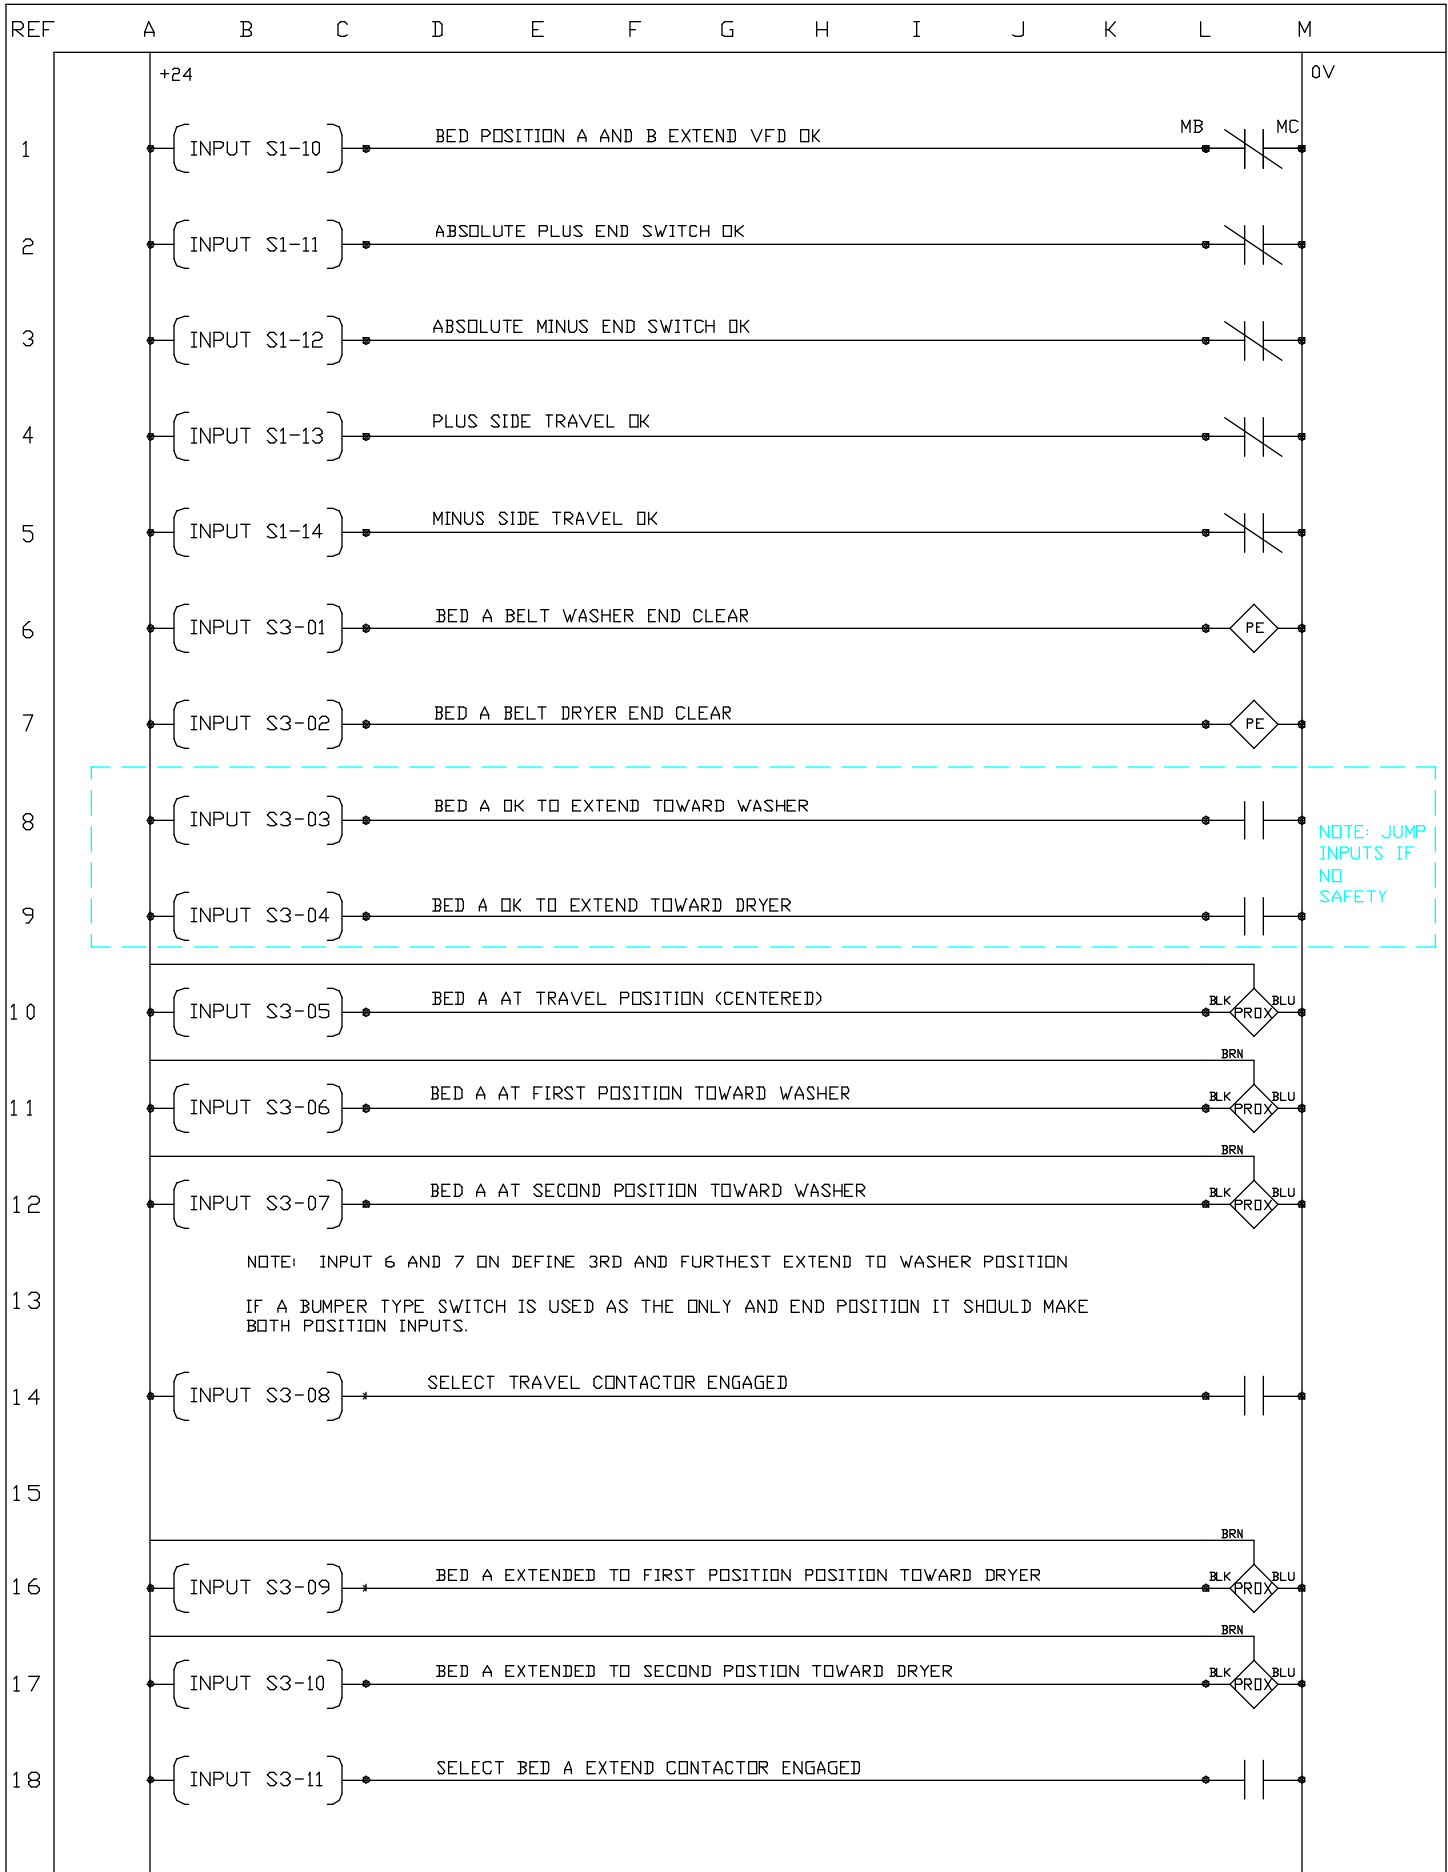 REF A B C D E F G H I J K L M
+24 0V
MB MC
1 INPUT S1-10 BED POSITION A AND B EXTEND VFD OK
2 INPUT S1-11 ABSOLUTE PLUS END SWITCH OK
3 INPUT S1-12 ABSOLUTE MINUS END SWITCH OK
4 INPUT S1-13 PLUS SIDE TRAVEL OK
5 INPUT S1-14 MINUS SIDE TRAVEL OK
6 INPUT S3-01 BED A BELT WASHER END CLEAR PE
7 INPUT S3-02 BED A BELT DRYER END CLEAR PE
8 INPUT S3-03 BED A OK TO EXTEND TOWARD WASHER
NOTE: JUMP
INPUTS IF
NO
SAFETY
9 INPUT S3-04 BED A OK TO EXTEND TOWARD DRYER
10 INPUT S3-05 BED A AT TRAVEL POSITION (CENTERED) BLK PROX BLU
BRN
11 INPUT S3-06 BED A AT FIRST POSITION TOWARD WASHER BLK PROX BLU
BRN
12 INPUT S3-07 BED A AT SECOND POSITION TOWARD WASHER BLK PROX BLU
NOTE: INPUT 6 AND 7 ON DEFINE 3RD AND FURTHEST EXTEND TO WASHER POSITION
13
IF A BUMPER TYPE SWITCH IS USED AS THE ONLY AND END POSITION IT SHOULD MAKE
BOTH POSITION INPUTS.
14 INPUT S3-08 SELECT TRAVEL CONTACTOR ENGAGED
15
BRN
16 INPUT S3-09 BED A EXTENDED TO FIRST POSITION POSITION TOWARD DRYER BLK PROX BLU
BRN
17 INPUT S3-10 BED A EXTENDED TO SECOND POSTION TOWARD DRYER BLK PROX BLU
18 INPUT S3-11 SELECT BED A EXTEND CONTACTOR ENGAGED